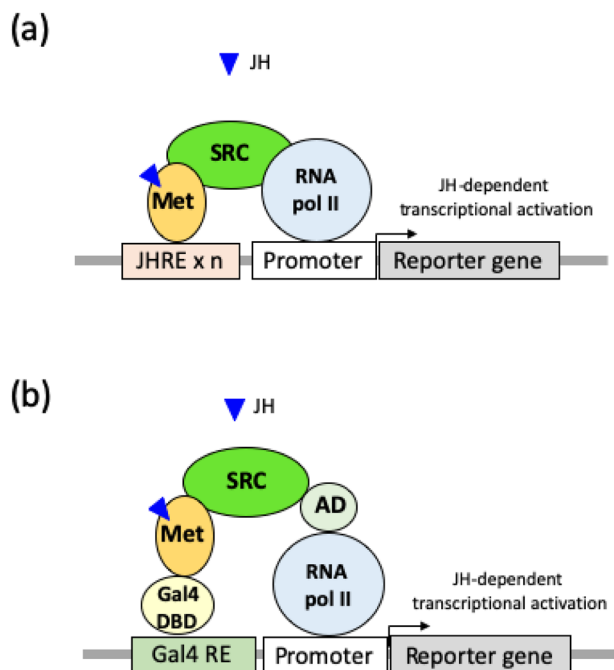 (a)
JH
SRC
RNA
pol II
Met
JH-dependent
transcriptional activation
JHRE x n
Promoter
Reporter gene
(b)
JH
SRC
AD
Met
RNA
pol II
Gal4
DBD
JH-dependent
transcriptional activation
Gal4 RE
Promoter
Reporter gene